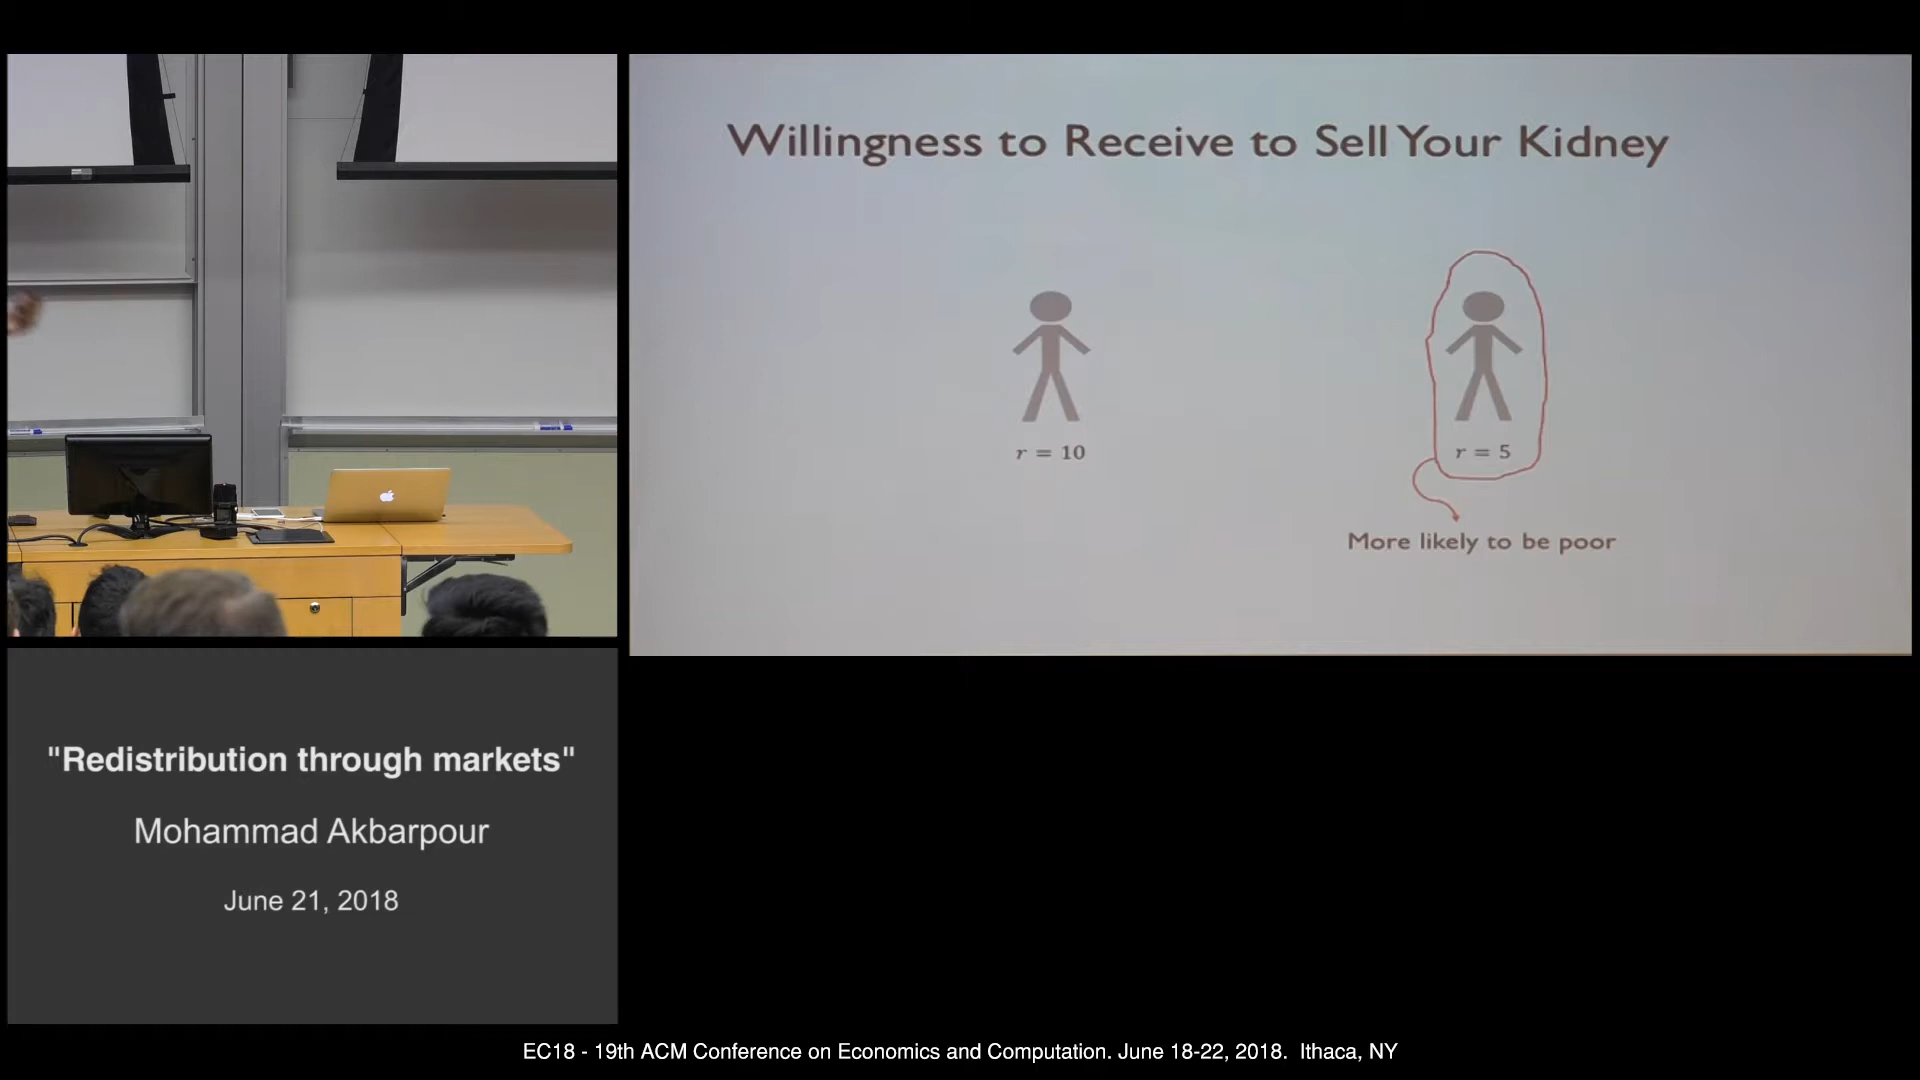 Willingness to Receive to Sell Your Kidney
r = 10
r = 5
More likely to be poor
"Redistribution through markets"
Mohammad Akbarpour
June 21, 2018
EC18 - 19th ACM Conference on Economics and Computation. June 18-22, 2018. Ithaca, NY